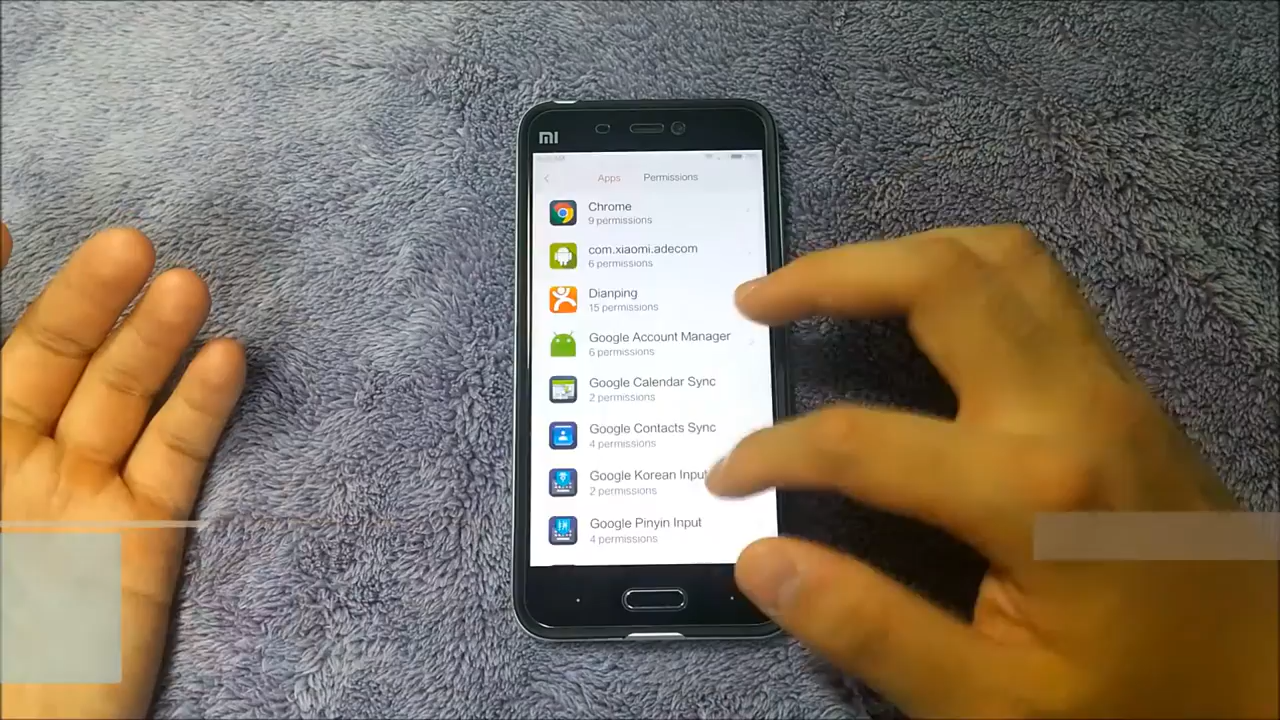 mi
Apps Permissions
Chrome
9 permissions
com.xiaomi.adecom
6 permissions
Dianping
15 permissions
Google Account Manager
6 permissions
Google Calendar Sync
2 permissions
Google Contacts Sync
4 permissions
Google Korean Input
2 permissions
Google Pinyin Input
4 permissions